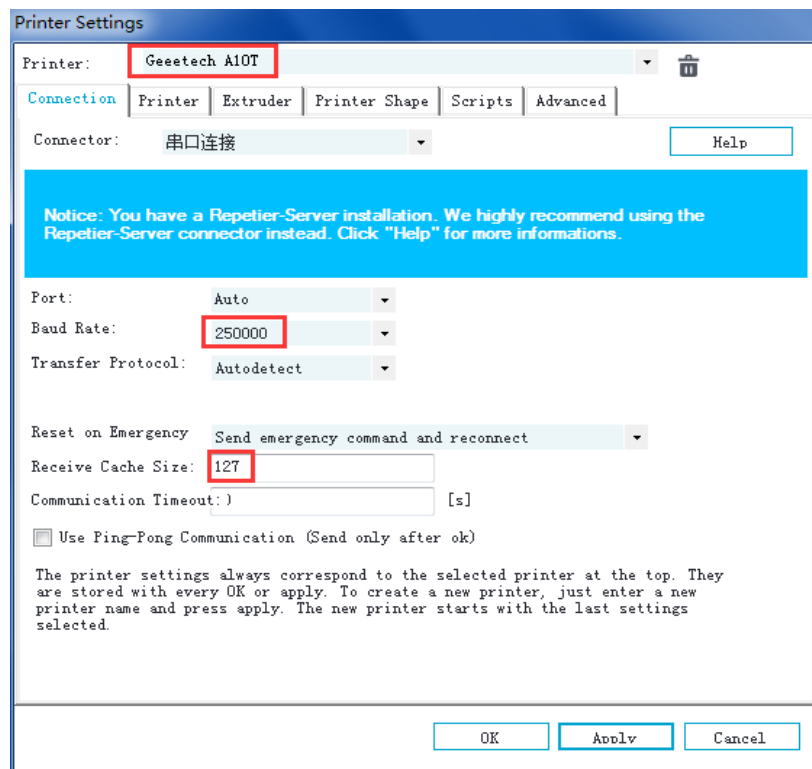 Printer Settings
Printer: Geeetech A10T
Connection Printer Extruder Printer Shape Scripts Advanced
Connector: 串口连接 Help
Notice: You have a Repetier-Server installation. We highly recommend using the
Repetier-Server connector instead. Click "Help" for more informations.
Port: Auto
Baud Rate: 250000
Transfer Protocol: Autodetect
Reset on Emergency Send emergency command and reconnect
Receive Cache Size: 127
Communication Timeout:) [s]
Use Ping-Pong Communication (Send only after ok)
The printer settings always correspond to the selected printer at the top. They
are stored with every OK or apply. To create a new printer, just enter a new
printer name and press apply. The new printer starts with the last settings
selected.
OK Apply Cancel